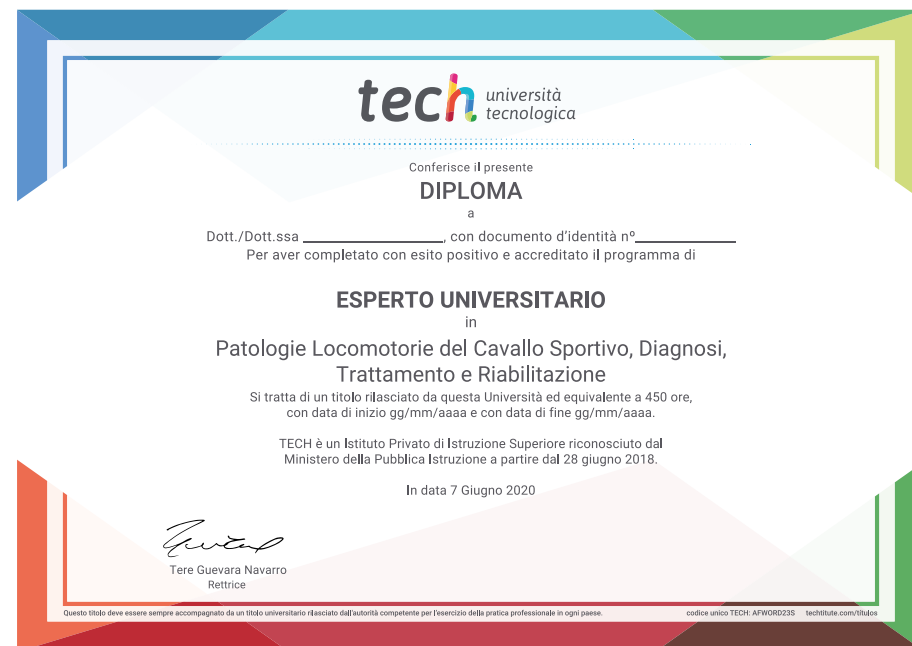 tech università
tecnologica
Conferisce il presente
DIPLOMA
a
Dott./Dott.ssa ____________________, con documento d'identità nº______________
Per aver completato con esito positivo e accreditato il programma di
ESPERTO UNIVERSITARIO
in
Patologie Locomotorie del Cavallo Sportivo, Diagnosi,
Trattamento e Riabilitazione
Si tratta di un titolo rilasciato da questa Università ed equivalente a 450 ore,
con data di inizio gg/mm/aaaa e con data di fine gg/mm/aaaa.
TECH è un Istituto Privato di Istruzione Superiore riconosciuto dal
Ministero della Pubblica Istruzione a partire dal 28 giugno 2018.
In data 7 Giugno 2020
Tere Guevara Navarro
Rettrice
Questo titolo deve essere sempre accompagnato da un titolo universitario rilasciato dall'autorità competente per l'esercizio della pratica professionale in ogni paese. codice unico TECH: AFWORD23S techtitute.com/títulos